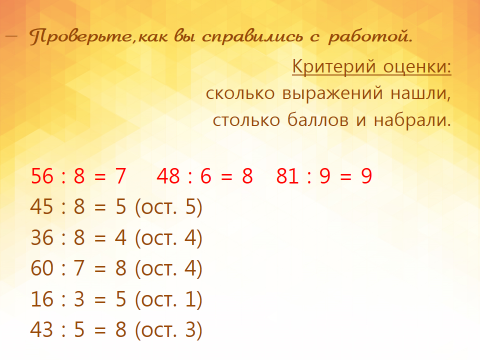 – Проверьте,как вы справились с работой.
Критерий оценки:
сколько выражений нашли,
столько баллов и набрали.
56 : 8 = 7 48 : 6 = 8 81 : 9 = 9
45 : 8 = 5 (ост. 5)
36 : 8 = 4 (ост. 4)
60 : 7 = 8 (ост. 4)
16 : 3 = 5 (ост. 1)
43 : 5 = 8 (ост. 3)